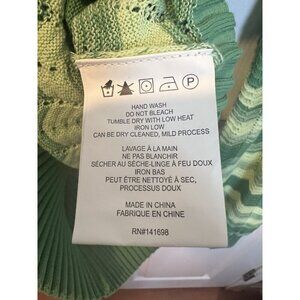 P
HAND WASH
DO NOT BLEACH
TUMBLE DRY WITH LOW HEAT
IRON LOW
CAN BE DRY CLEANED, MILD PROCESS
LAVAGE À LA MAIN
NE PAS BLANCHIR
SÉCHER AU SÈCHE-LINGE À FEU DOUX
IRON BAS
PEUT ÊTRE NETTOYÉ À SEC,
PROCESSUS DOUX
MADE IN CHINA
FABRIQUE EN CHINE
RN#141698